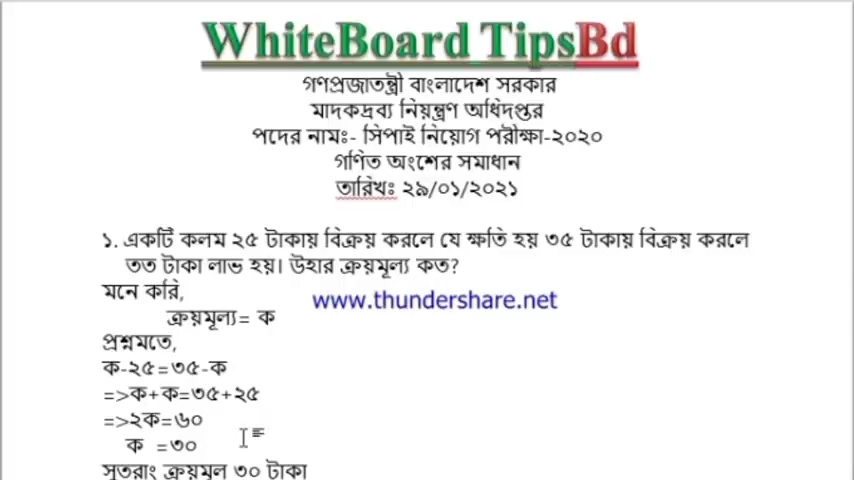 WhiteBoard TipsBd
গণপ্রজাতন্ত্রী বাংলাদেশ সরকার
মাদকদ্রব্য নিয়ন্ত্রণ অধিদপ্তর
পদের নামঃ- সিপাই নিয়োগ পরীক্ষা-২০২০
গণিত অংশের সমাধান
তারিখঃ ২৯/০১/২০২১
১. একটি কলম ২৫ টাকায় বিক্রয় করলে যে ক্ষতি হয় ৩৫ টাকায় বিক্রয় করলে
তত টাকা লাভ হয়। উহার ক্রয়মূল্য কত?
মনে করি,
www.thundershare.net
ক্রয়মূল্য= ক
প্রশ্নমতে,
ক-২৫=৩৫-ক
=>ক+ক=৩৫+২৫
=>২ক=৬০
ক =৩০
সুতরাং ক্রয়মূল ৩০ টাকা